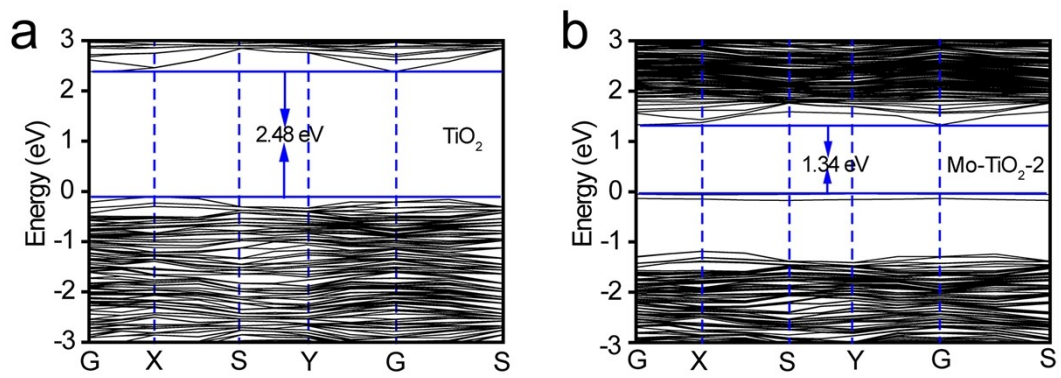 a
3
2
1
0
-1
-2
-3
Energy (eV)
2.48 eV
TiO₂
G X S Y G S
b
3
2
1
0
-1
-2
-3
Energy (eV)
1.34 eV
Mo-TiO₂-2
G X S Y G S